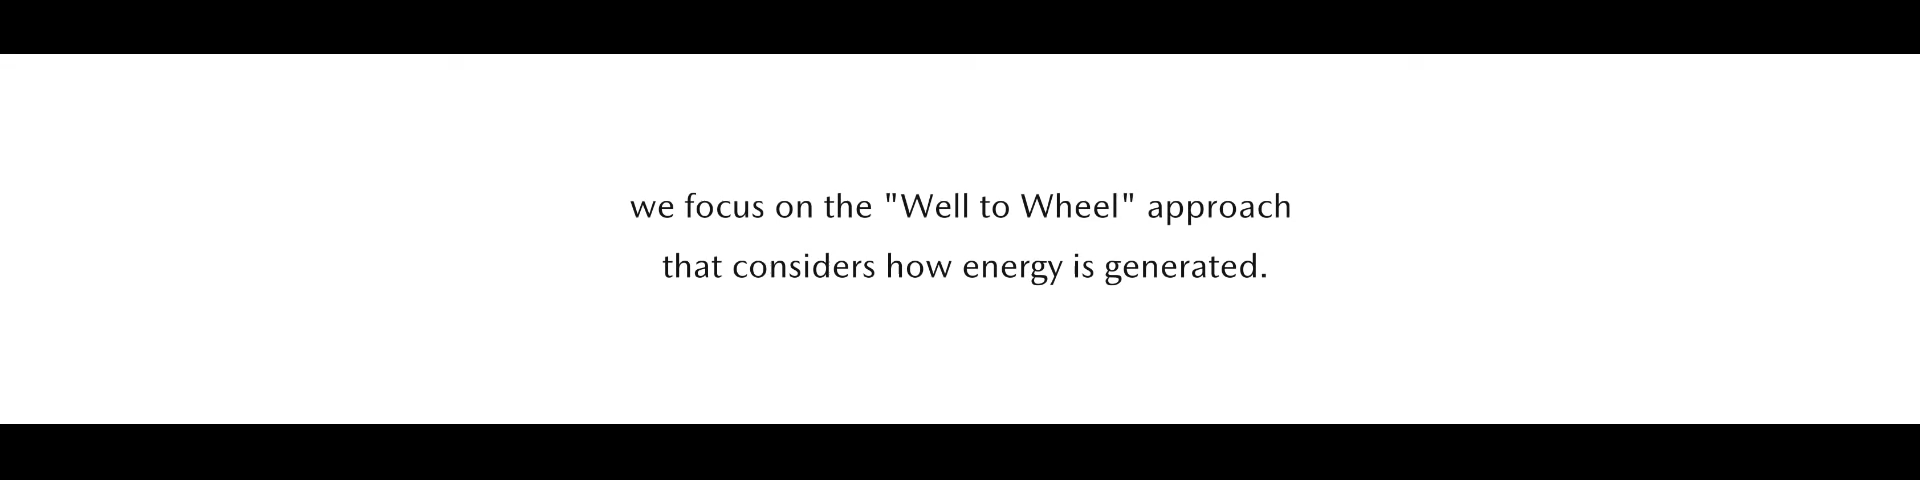 we focus on the "Well to Wheel" approach
that considers how energy is generated.